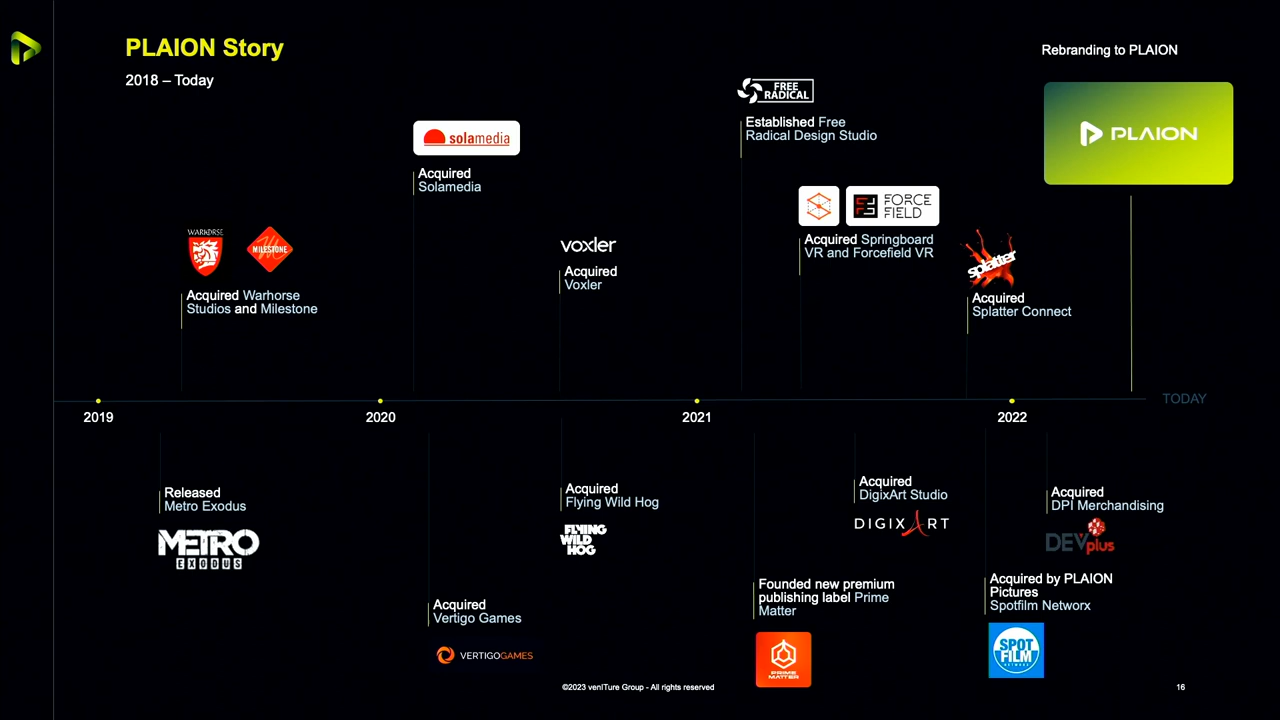 PLAION Story
2018 – Today
Rebranding to PLAION
PLAION
FREE
RADICAL
Established Free
Radical Design Studio
solamedia
Acquired
Solamedia
FORCE
FIELD
Acquired Springboard
VR and Forcefield VR
WARHORSE
MILESTONE
Acquired Warhorse
Studios and Milestone
voxler
Acquired
Voxler
splatter
Acquired
Splatter Connect
TODAY
2019
2020
2021
2022
Released
Metro Exodus
METRO
EXODUS
Acquired
Flying Wild Hog
FLYING
WILD
HOG
Acquired
DigixArt Studio
DIGIXART
Acquired
DPI Merchandising
DEVplus
Acquired
Vertigo Games
VERTIGOGAMES
Founded new premium
publishing label Prime
Matter
PRIME
MATTER
Acquired by PLAION
Pictures
Spotfilm Networx
SPOT
FILM
NETWORX
©2023 venITure Group - All rights reserved
16